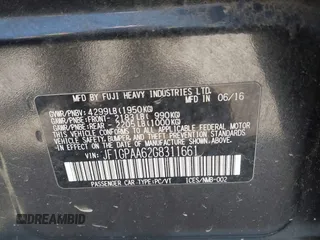 MFD BY FUJI HEAVY INDUSTRIES LTD.
MFD IN 06/16
GVWR/PNBV: 4299LB(1950KG)
GAWR/PNBE:FRONT- 2183LB( 990KG)
GAWR/PNBE:REAR - 2205LB(1000KG)
THIS VEHICLE CONFORMS TO ALL APPLICABLE
FEDERAL MOTOR VEHICLE SAFETY,
BUMPER, AND THEFT PREVENTION STANDARDS
IN EFFECT ON THE DATE OF MANUFACTURE
SHOWN ABOVE.
JF1GPAA62G8311661
PASSENGER CAR-TYPE:PC/VT ICES/NMB-002
DREAMBID